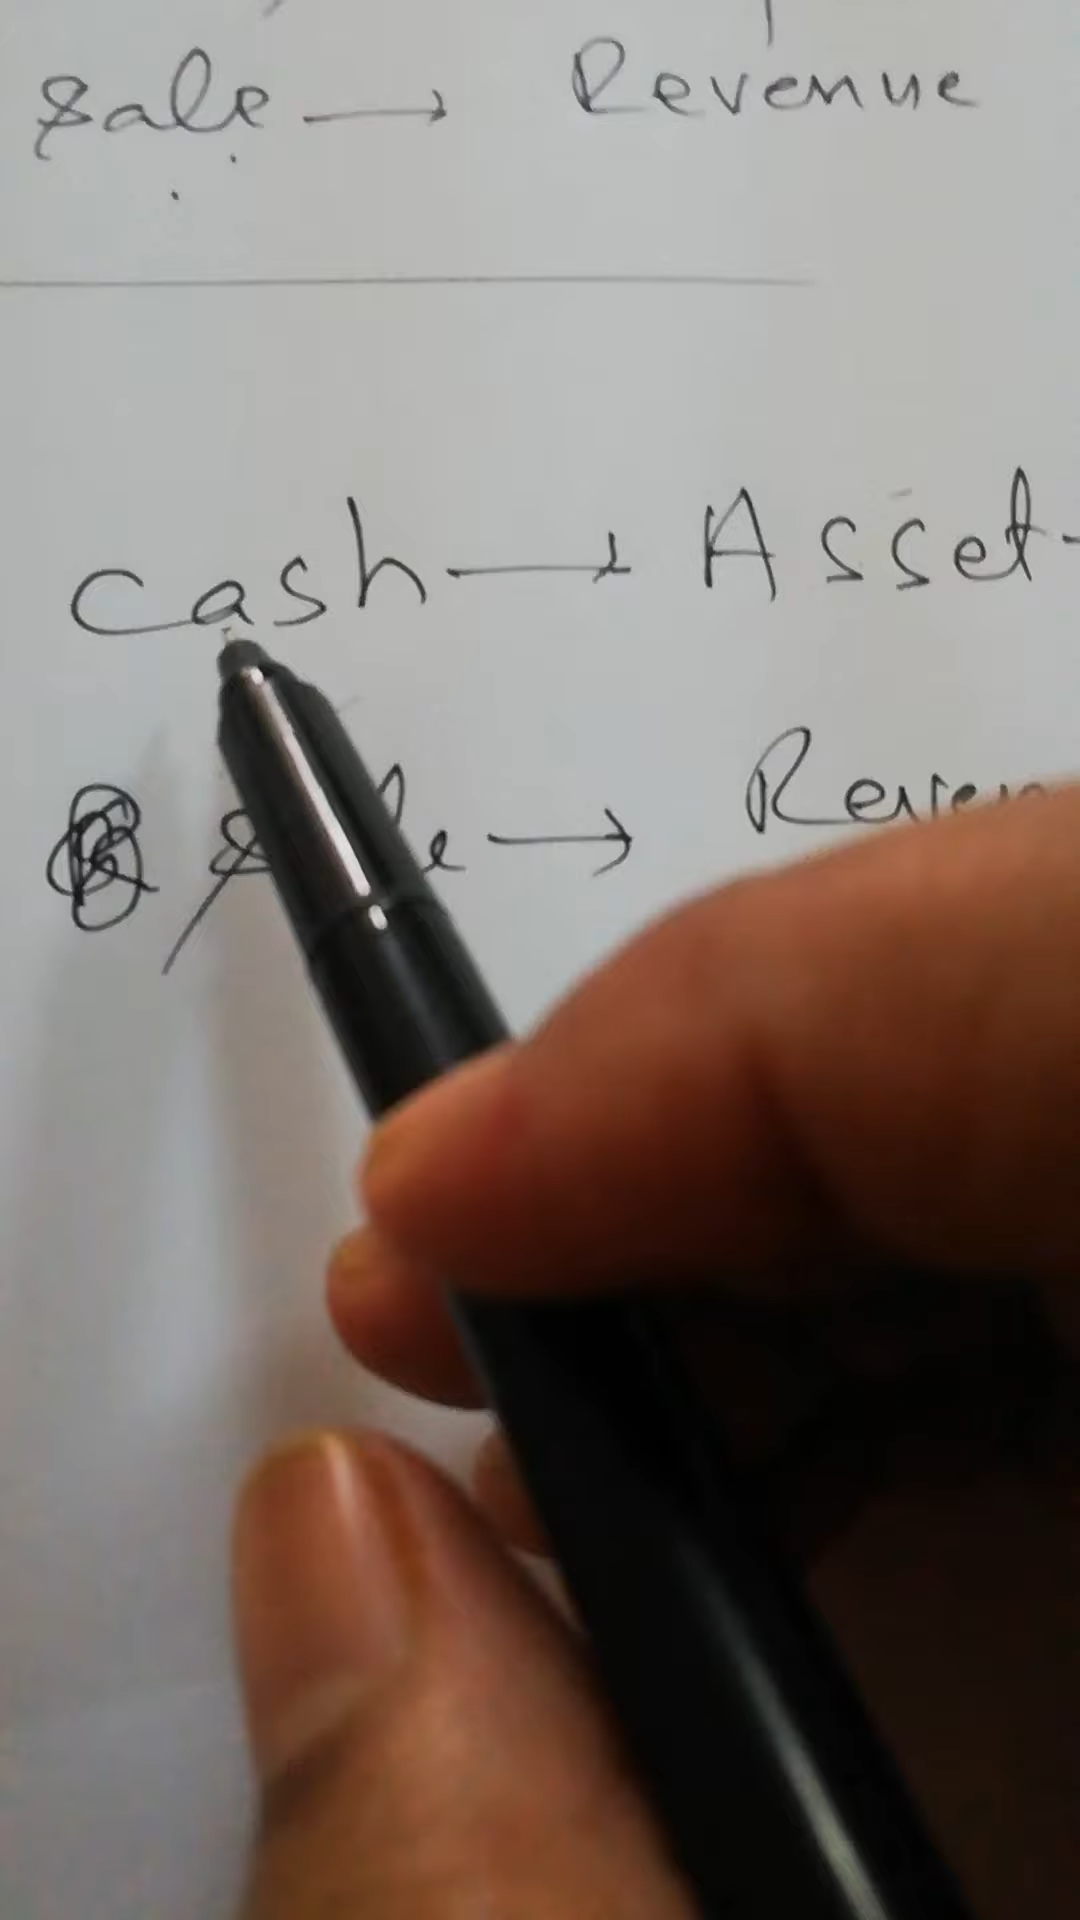 Sale → Revenue
Cash → Asset
→